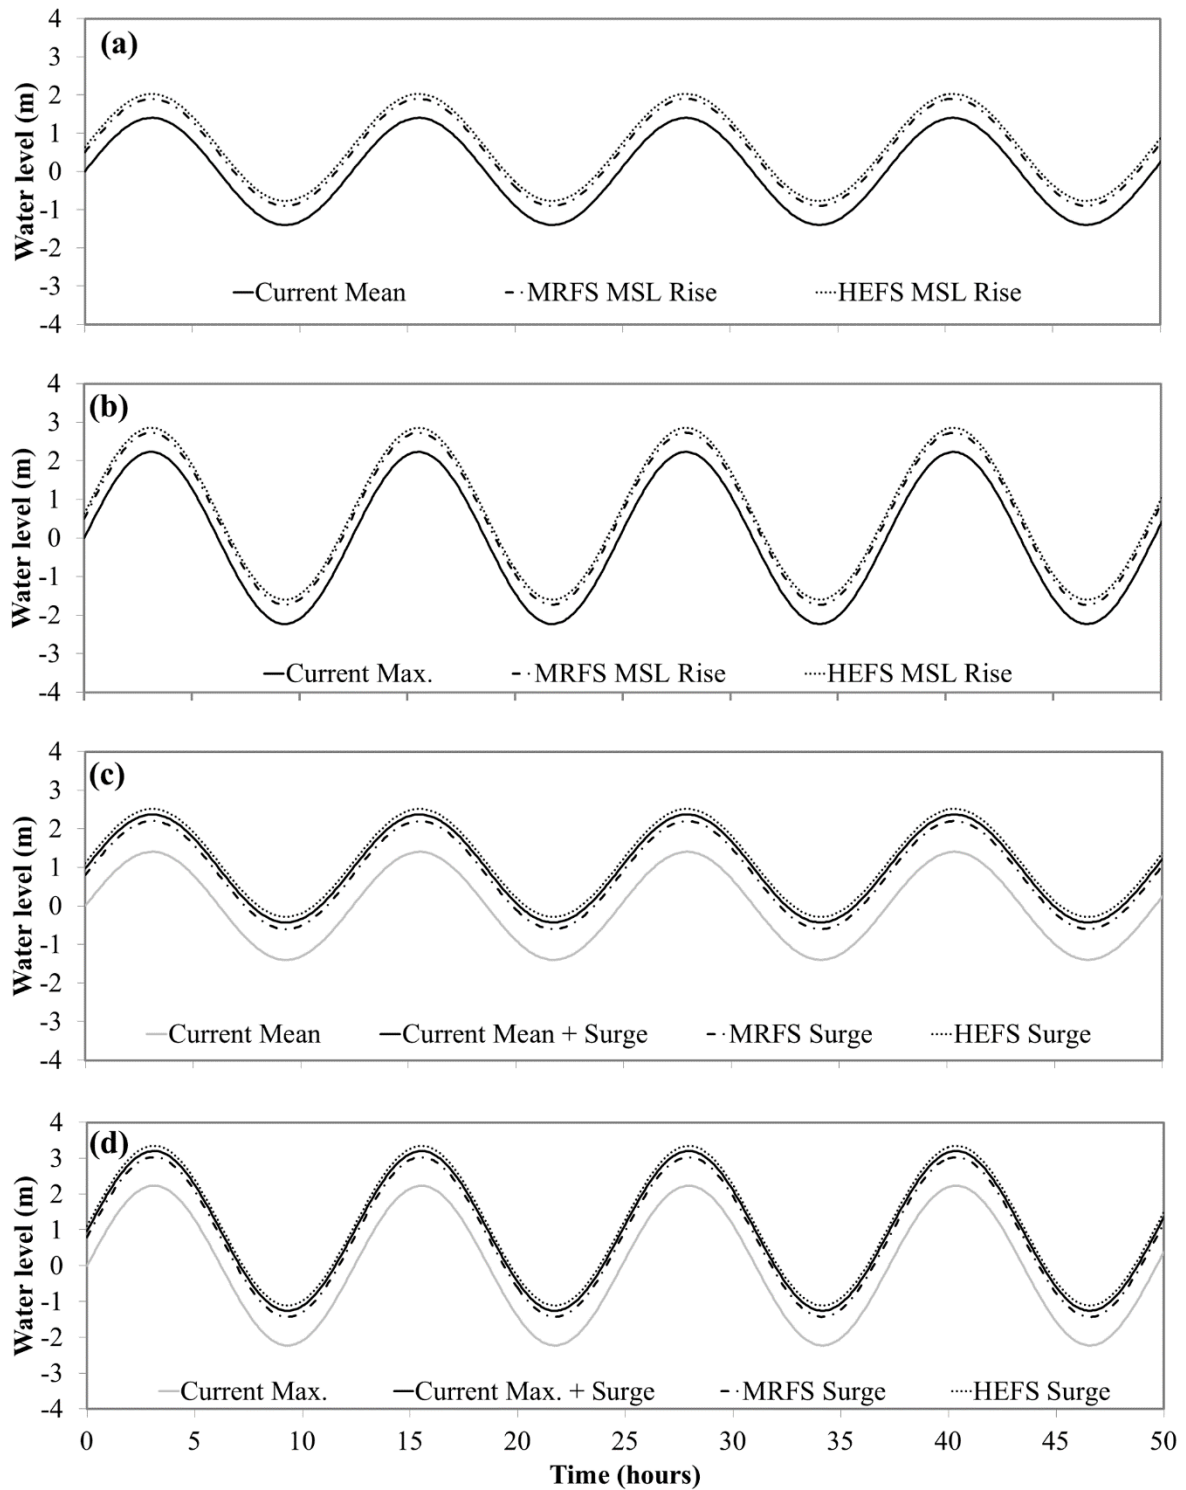 (a)
Water level (m)
4
3
2
1
0
-1
-2
-3
-4
Current Mean MRFS MSL Rise HEFS MSL Rise
(b)
Water level (m)
4
3
2
1
0
-1
-2
-3
-4
Current Max. MRFS MSL Rise HEFS MSL Rise
(c)
Water level (m)
4
3
2
1
0
-1
-2
-3
-4
Current Mean Current Mean + Surge MRFS Surge HEFS Surge
(d)
Water level (m)
4
3
2
1
0
-1
-2
-3
-4
Current Max. Current Max. + Surge MRFS Surge HEFS Surge
0 5 10 15 20 25 30 35 40 45 50
Time (hours)